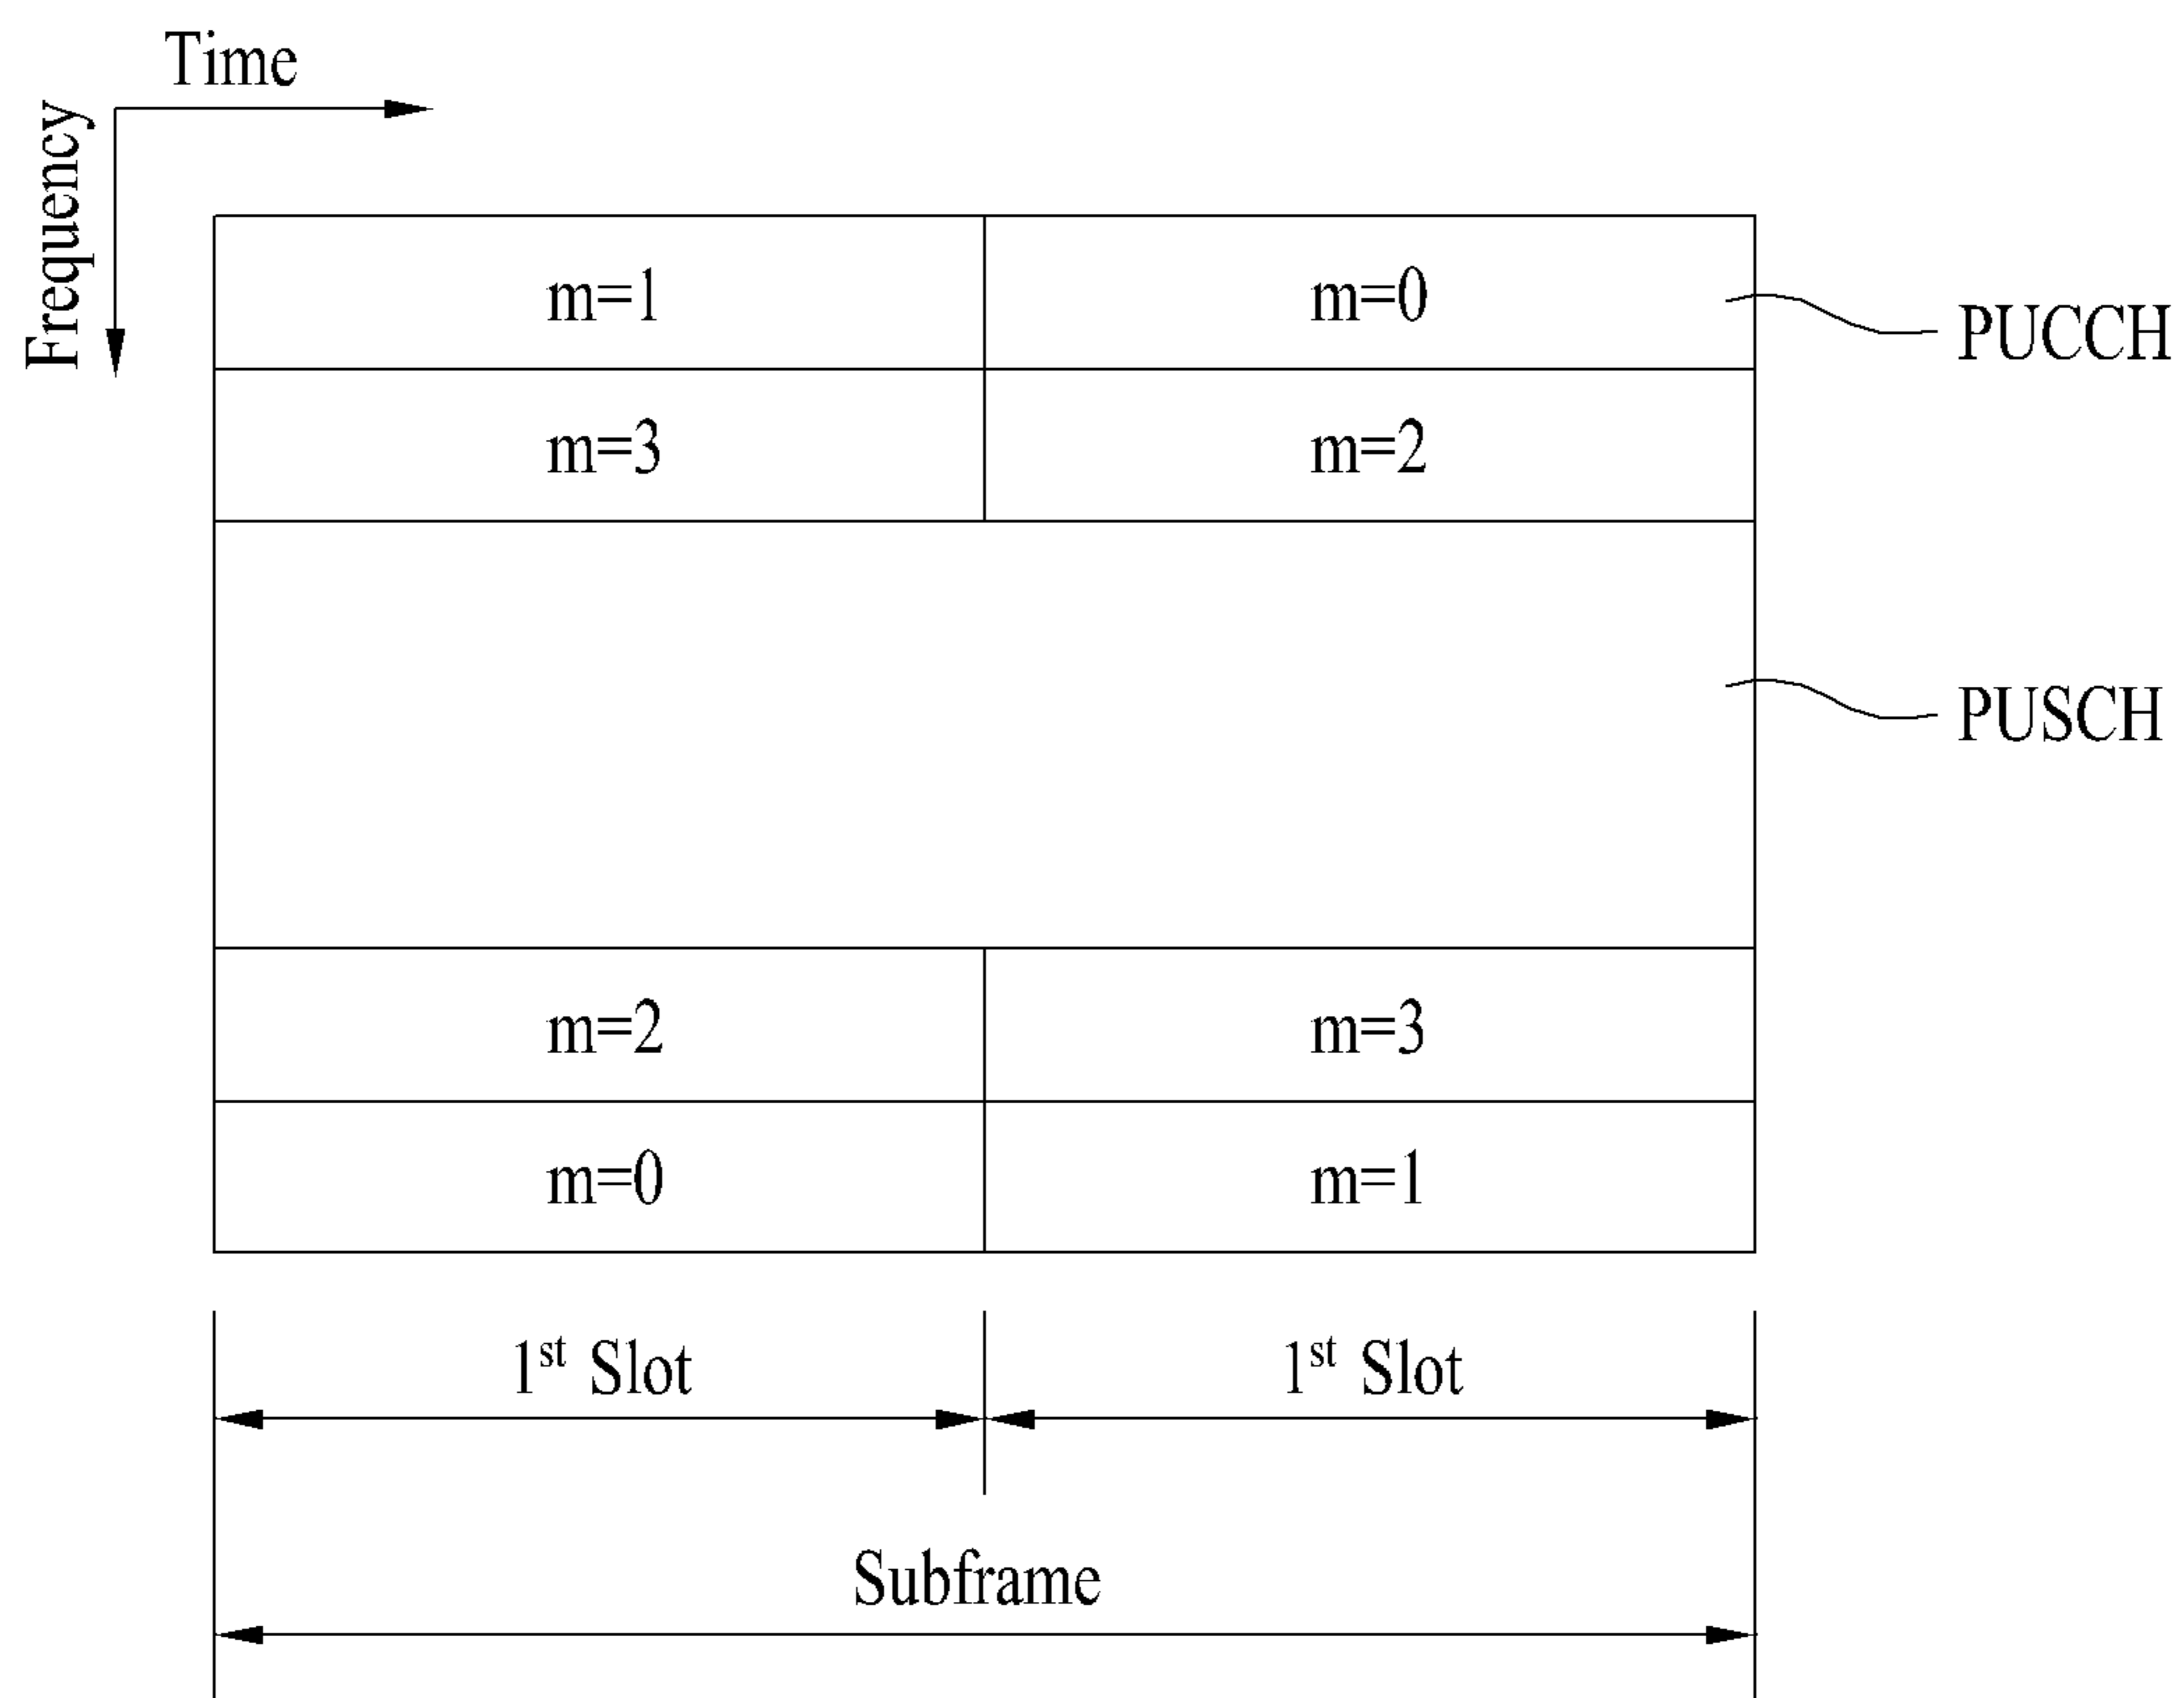 Time
Frequency
m=1 m=0
PUCCH
m=3 m=2
PUSCH
m=2 m=3
m=0 m=1
1st Slot 1st Slot
Subframe